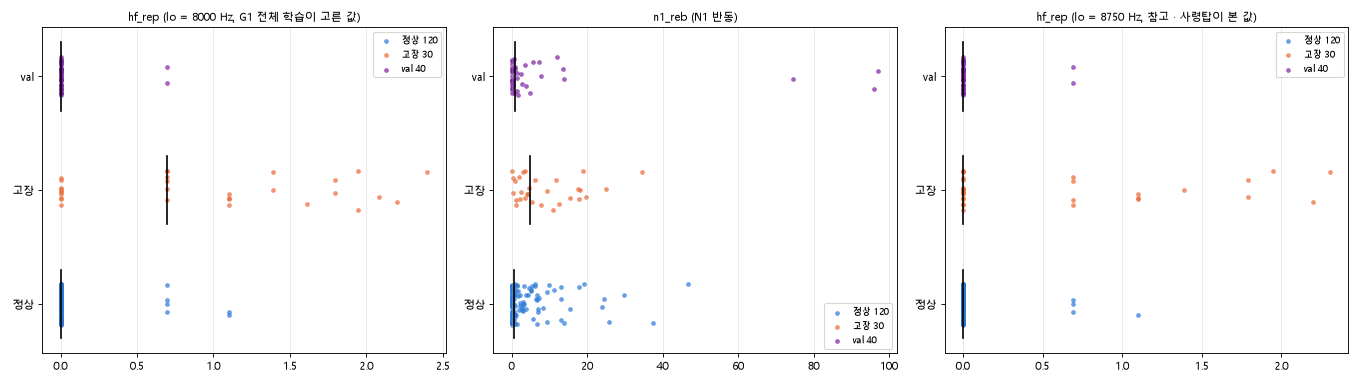 hf_rep (lo = 8000 Hz, G1 전체 학습이 고른 값)
정상 120
고장 30
val 40
val
고장
정상
0.0 0.5 1.0 1.5 2.0 2.5
n1_reb (N1 반동)
정상 120
고장 30
val 40
val
고장
정상
0 20 40 60 80 100
hf_rep (lo = 8750 Hz, 참고 · 사령탑이 본 값)
정상 120
고장 30
val 40
val
고장
정상
0.0 0.5 1.0 1.5 2.0